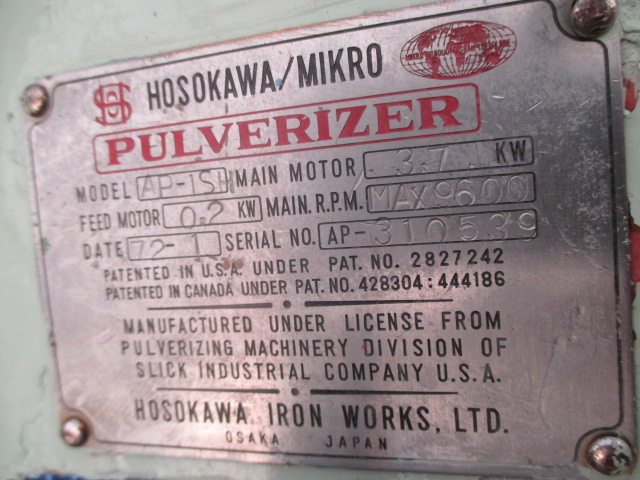 HOSOKAWA/MIKRO
PULVERIZER
MODEL AP-1SH MAIN MOTOR 3.7 KW
FEED MOTOR 0.2 KW MAIN. R.P.M. MAX 9600
DATE 72-1 SERIAL NO. AP-310539
PATENTED IN U.S.A. UNDER PAT. NO. 2827242
PATENTED IN CANADA UNDER PAT. NO. 428304:444186
MANUFACTURED UNDER LICENSE FROM
PULVERIZING MACHINERY DIVISION OF
SLICK INDUSTRIAL COMPANY U.S.A.
HOSOKAWA IRON WORKS, LTD.
OSAKA JAPAN